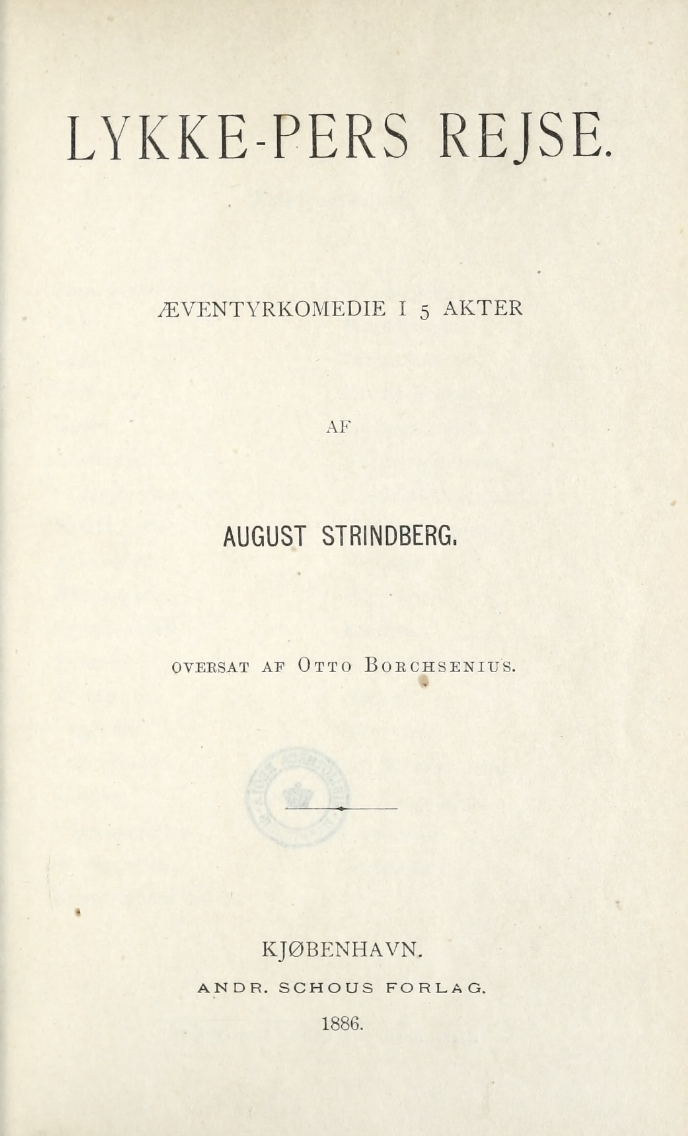 LYKKE-PERS REJSE.
ÆVENTYRKOMEDIE I 5 AKTER
AF
AUGUST STRINDBERG.
OVERSAT AF OTTO BORCHSENIUS.
KJØBENHAVN.
ANDR. SCHOUS FORLAG.
1886.